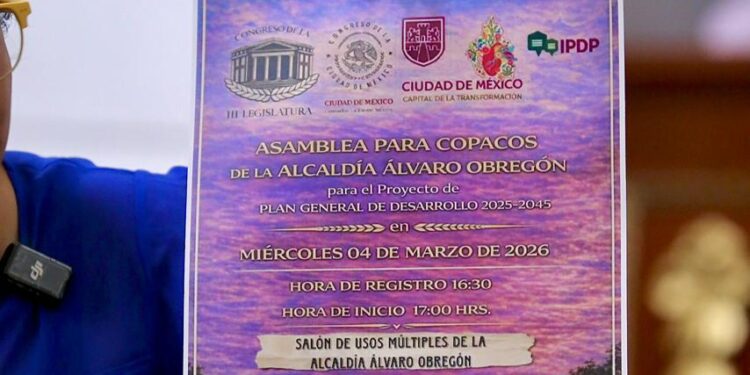 CONGRESO DE LA
III LEGISLATURA
CONGRESO DE LA
CIUDAD DE MÉXICO
CIUDAD DE MÉXICO
CIUDAD DE MÉXICO
CAPITAL DE LA TRANSFORMACIÓN
IPDP
ASAMBLEA PARA COPACOS
DE LA ALCALDÍA ÁLVARO OBREGÓN
para el Proyecto de
PLAN GENERAL DE DESARROLLO 2025-2045
en
MIÉRCOLES 04 DE MARZO DE 2026
HORA DE REGISTRO 16:30
HORA DE INICIO 17:00 HRS.
SALÓN DE USOS MÚLTIPLES DE LA
ALCALDÍA ÁLVARO OBREGÓN
DJI